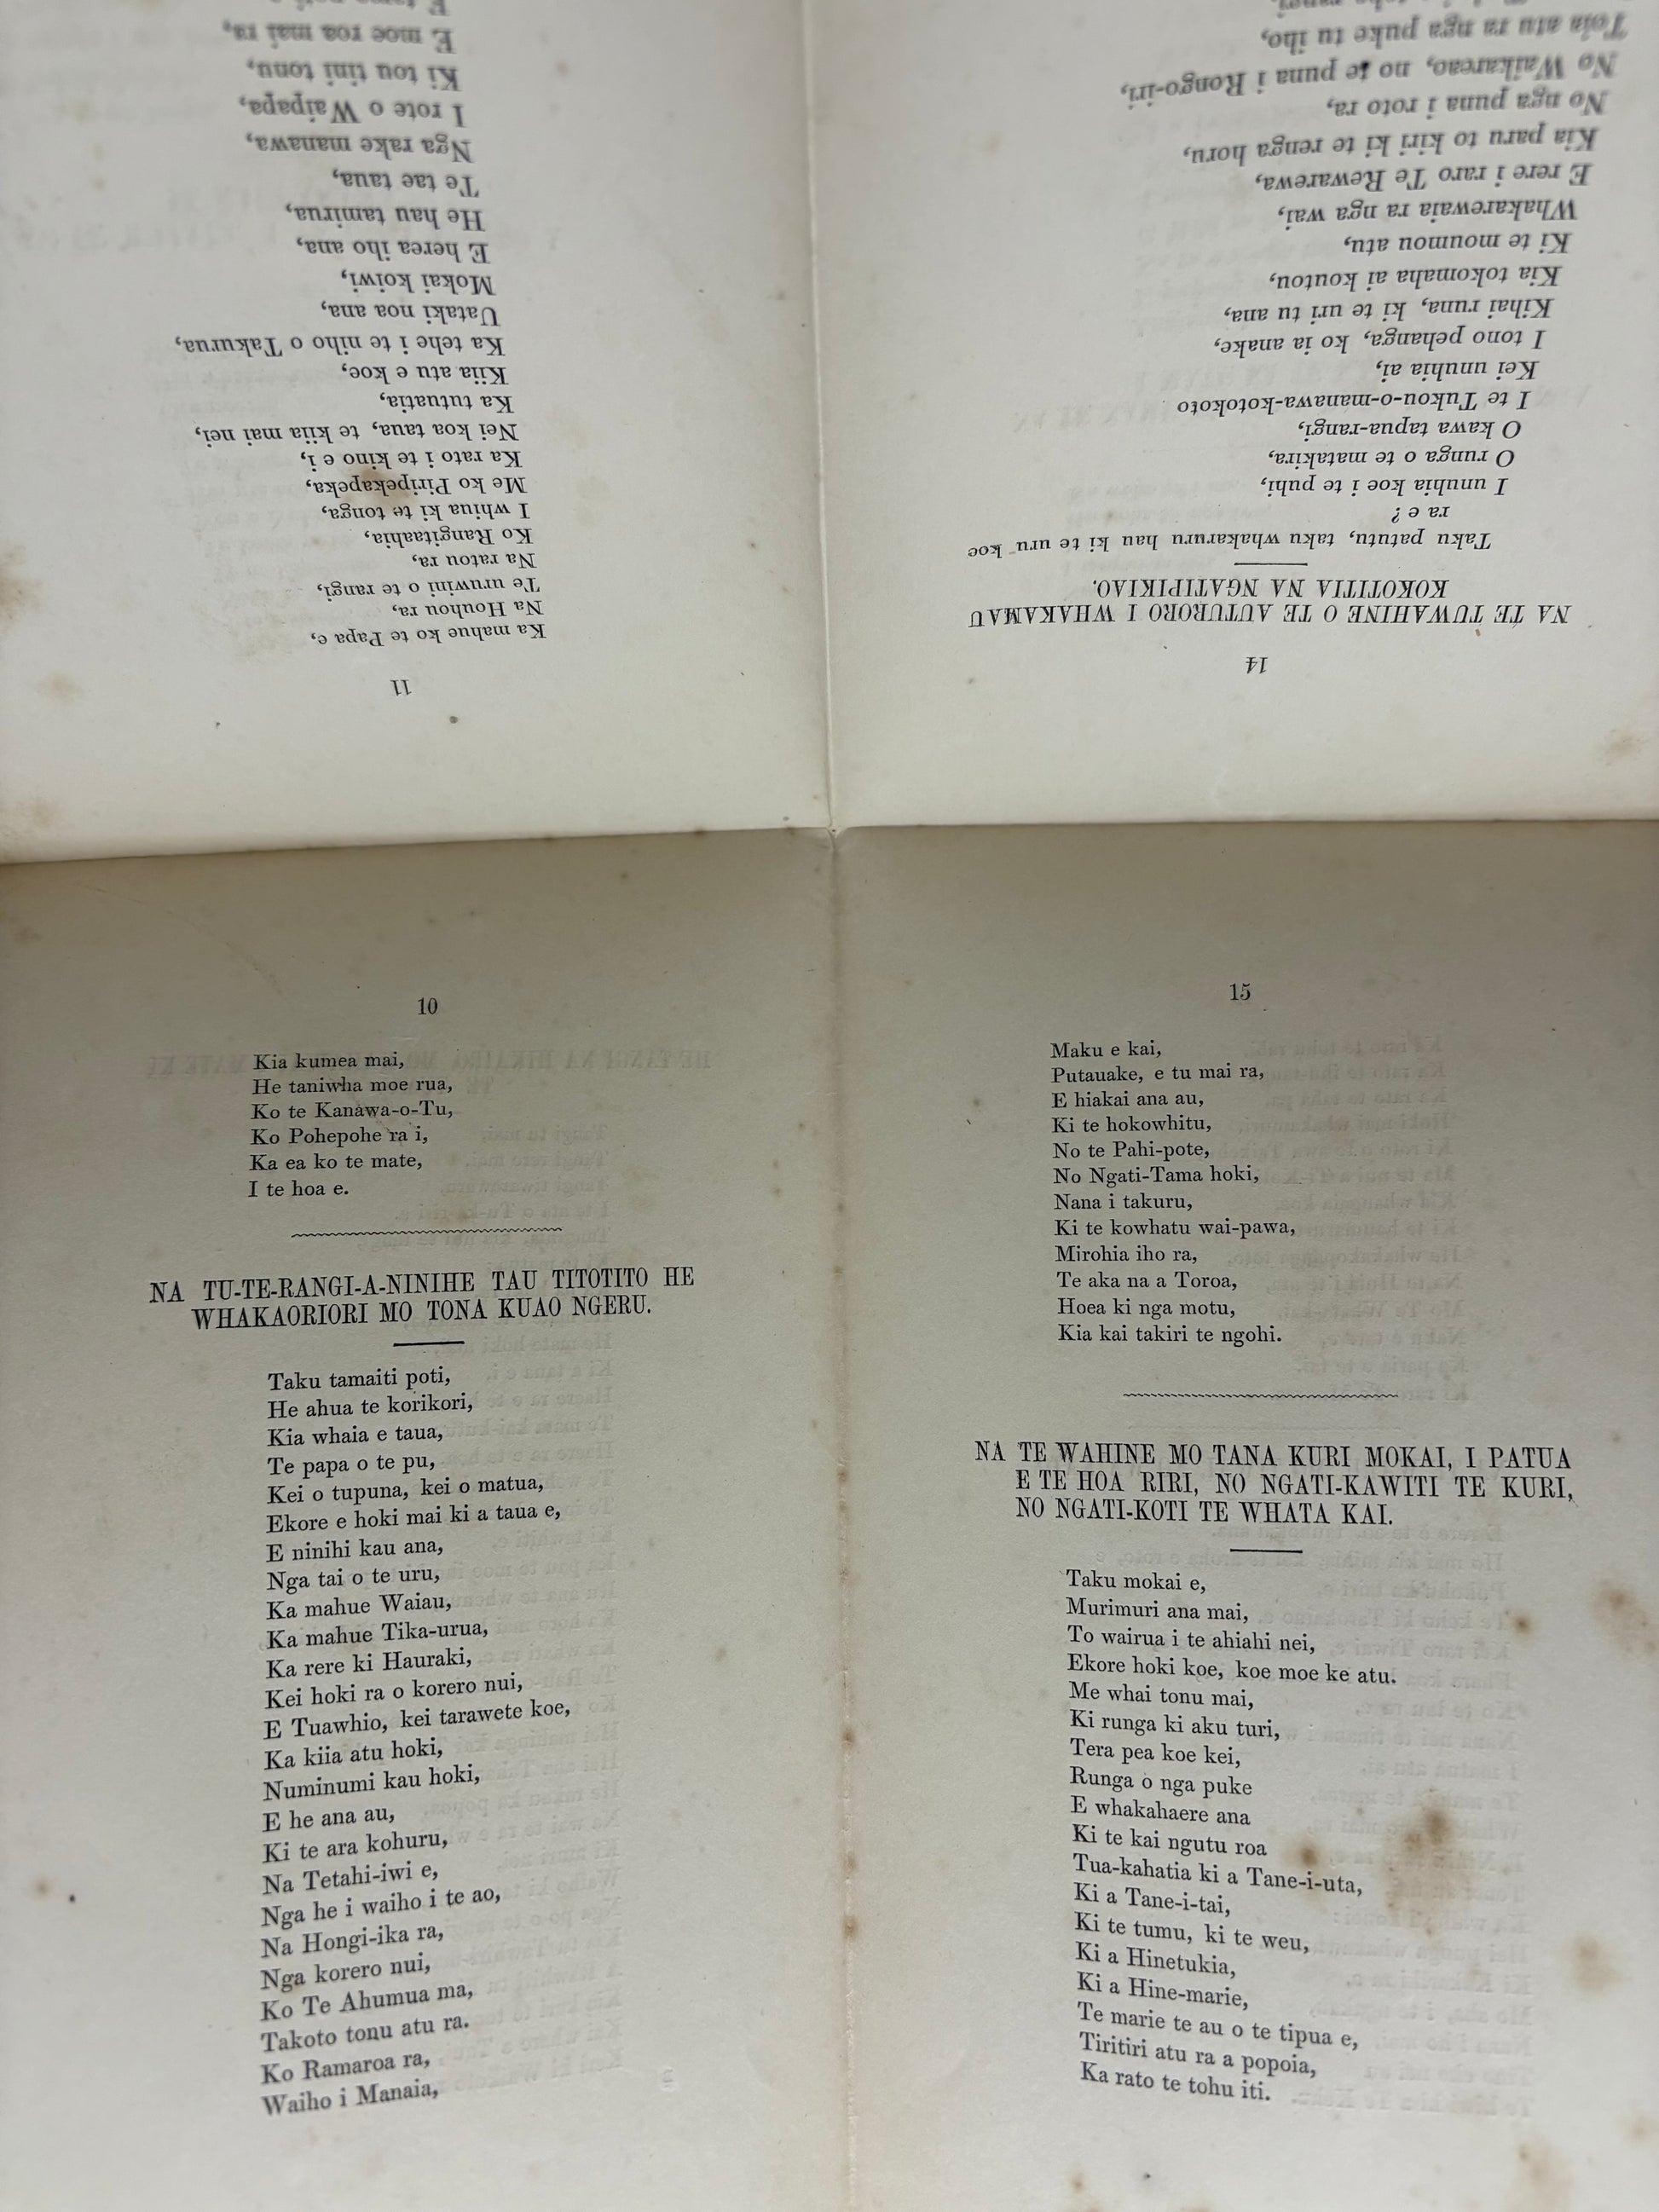 10
Kia kumea mai,
He taniwha moe rua,
Ko te Kanawa-o-Tu,
Ko Pohepohe ra i,
Ka ea ko te mate,
I te hoa e.
NA TU-TE-RANGI-A-NINIHE TAU TITOTITO HE
WHAKAORIORI MO TONA KUAO NGERU.
Taku tamaiti poti,
He ahua te korikori,
Kia whaia e taua,
Te papa o te pu,
Kei o tupuna, kei o matua,
Ekore e hoki mai ki a taua e,
E ninihi kau ana,
Nga tai o te uru,
Ka mahue Waiau,
Ka mahue Tika-urua,
Ka rere ki Hauraki,
Kei hoki ra o korero nui,
E Tuawhio, kei tarawete koe,
Ka kiia atu hoki,
Numinumi kau hoki,
E he ana au,
Ki te ara kohuru,
Na Tetahi-iwi e,
Nga he i waiho i te ao,
Na Hongi-ika ra,
Nga korero nui,
Ko Te Ahumua ma,
Takoto tonu atu ra.
Ko Ramaroa ra,
Waiho i Manaia,
11
Ka mahue ko te Papa e,
Na Houhou ra,
Te uruwini o te rangi,
Na ratou ra,
Ko Rangitaahia,
I whiua ki te tonga,
Me ko Piripekapeka,
Ka rato i te kino e i,
Nei koa taua, te kiia mai nei,
Ka tutuatia,
Kiia atu e koe,
Ka tehe i te niho o Takurua,
Uataki noa ana,
Mokai koiwi,
E herea iho ana,
He hau tamirua,
Te tae taua,
Nga rake manawa,
I rote o Waipapa,
Ki tou tini tonu,
E moe roa mai ra,
14
NA TE TUWAHINE O TE AUTURORO I WHAKAMAU
KOKOTITIA NA NGATIPIKIAO.
Taku patutu, taku whakaruru hau ki te uru koe
ra e ?
I unuhia koe i te puhi,
O runga o te matakira,
O kawa tapua-rangi,
I te Tukou-o-manawa-kotokoto
Kei unuhia ai,
I tono pehanga, ko ia anake,
Kihai runa, ki te uri tu ana,
Kia tokomaha ai koutou,
Ki te moumou atu,
Whakarewaia ra nga wai,
E rere i raro Te Rewarewa,
Kia paru to kiri ki te renga horu,
No nga puna i roto ra,
No Waikareao, no te puna i Rongo-iri,
Toia atu ra nga puke tu iho,
15
Maku e kai,
Putauake, e tu mai ra,
E hiakai ana au,
Ki te hokowhitu,
No te Pahi-pote,
No Ngati-Tama hoki,
Nana i takuru,
Ki te kowhatu wai-pawa,
Mirohia iho ra,
Te aka na a Toroa,
Hoea ki nga motu,
Kia kai takiri te ngohi.
NA TE WAHINE MO TANA KURI MOKAI, I PATUA
E TE HOA RIRI, NO NGATI-KAWITI TE KURI,
NO NGATI-KOTI TE WHATA KAI.
Taku mokai e,
Murimuri ana mai,
To wairua i te ahiahi nei,
Ekore hoki koe, koe moe ke atu.
Me whai tonu mai,
Ki runga ki aku turi,
Tera pea koe kei,
Runga o nga puke
E whakahaere ana
Ki te kai ngutu roa
Tua-kahatia ki a Tane-i-uta,
Ki a Tane-i-tai,
Ki te tumu, ki te weu,
Ki a Hinetukia,
Ki a Hine-marie,
Te marie te au o te tipua e,
Tiritiri atu ra a popoia,
Ka rato te tohu iti.